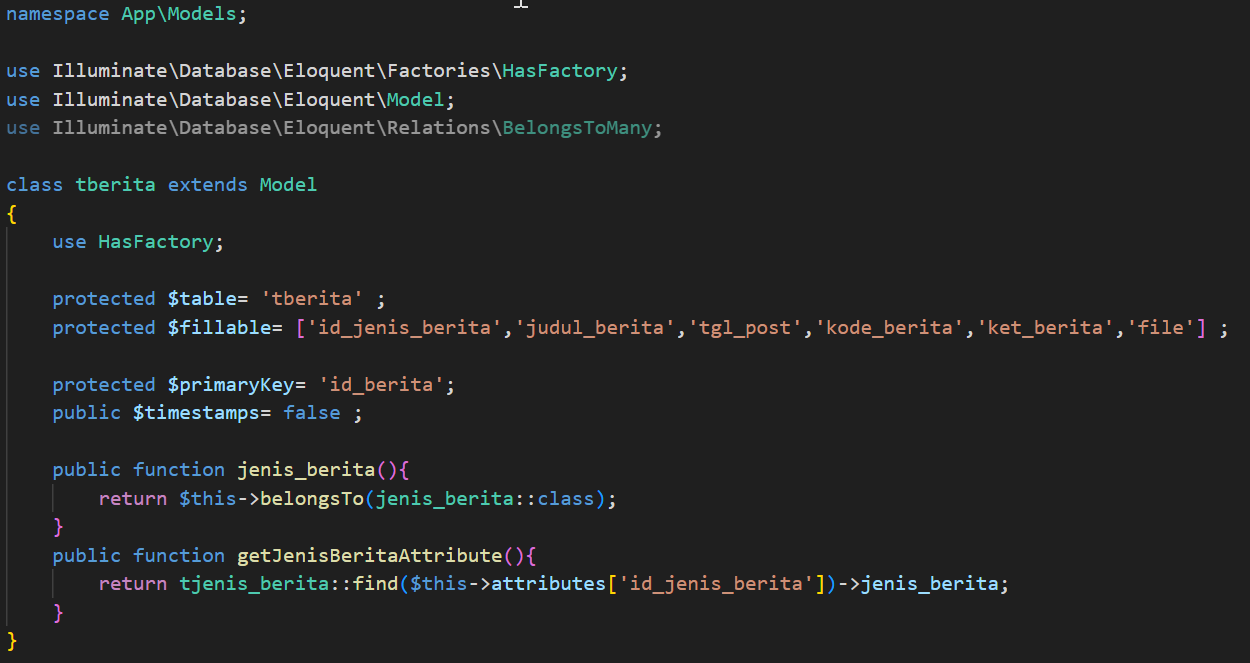 namespace App\Models;
use Illuminate\Database\Eloquent\Factories\HasFactory;
use Illuminate\Database\Eloquent\Model;
use Illuminate\Database\Eloquent\Relations\BelongsToMany;
class tberita extends Model
{
use HasFactory;
protected $table= 'tberita' ;
protected $fillable= ['id_jenis_berita','judul_berita','tgl_post','kode_berita','ket_berita','file'] ;
protected $primaryKey= 'id_berita';
public $timestamps= false ;
public function jenis_berita(){
return $this->belongsTo(jenis_berita::class);
}
public function getJenisBeritaAttribute(){
return tjenis_berita::find($this->attributes['id_jenis_berita'])->jenis_berita;
}
}